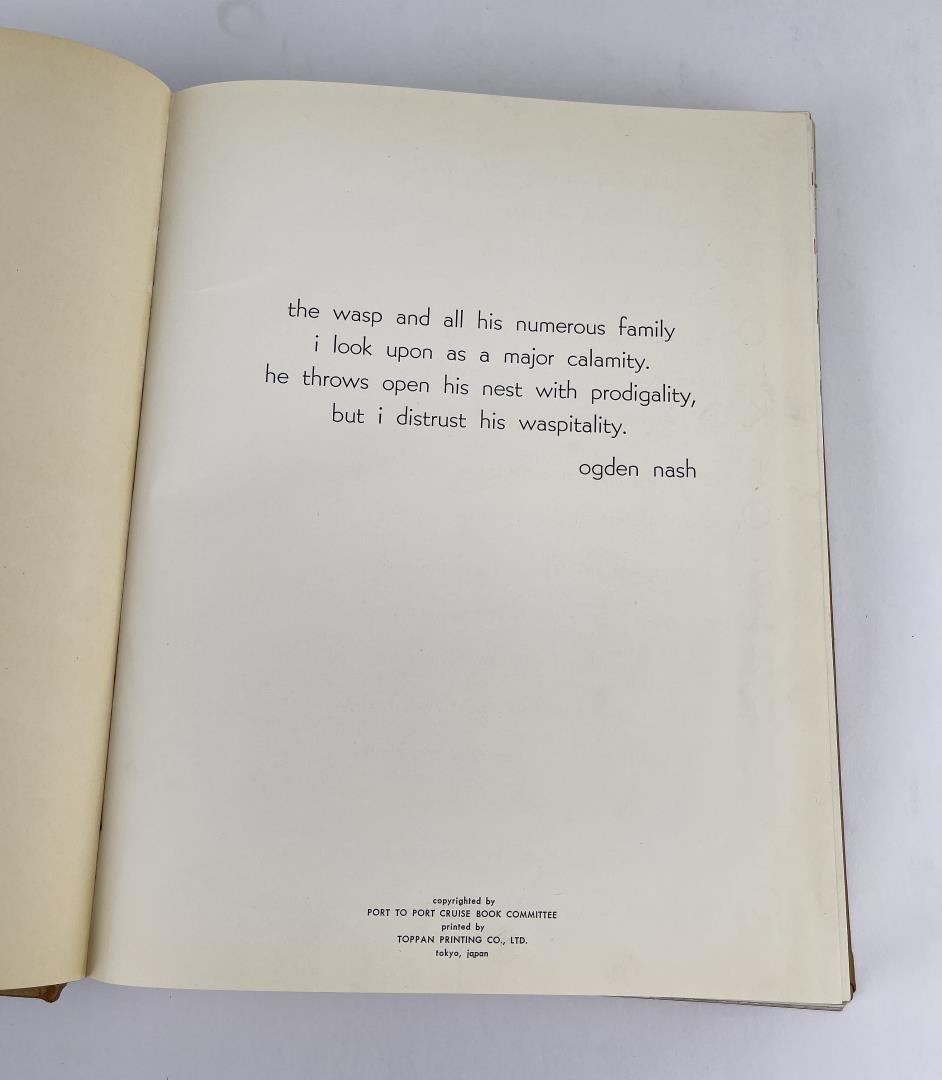 the wasp and all his numerous family
i look upon as a major calamity.
he throws open his nest with prodigality,
but i distrust his waspitality.
ogden nash
copyrighted by
PORT TO PORT CRUISE BOOK COMMITTEE
printed by
TOPPAN PRINTING CO., LTD.
tokyo, japan